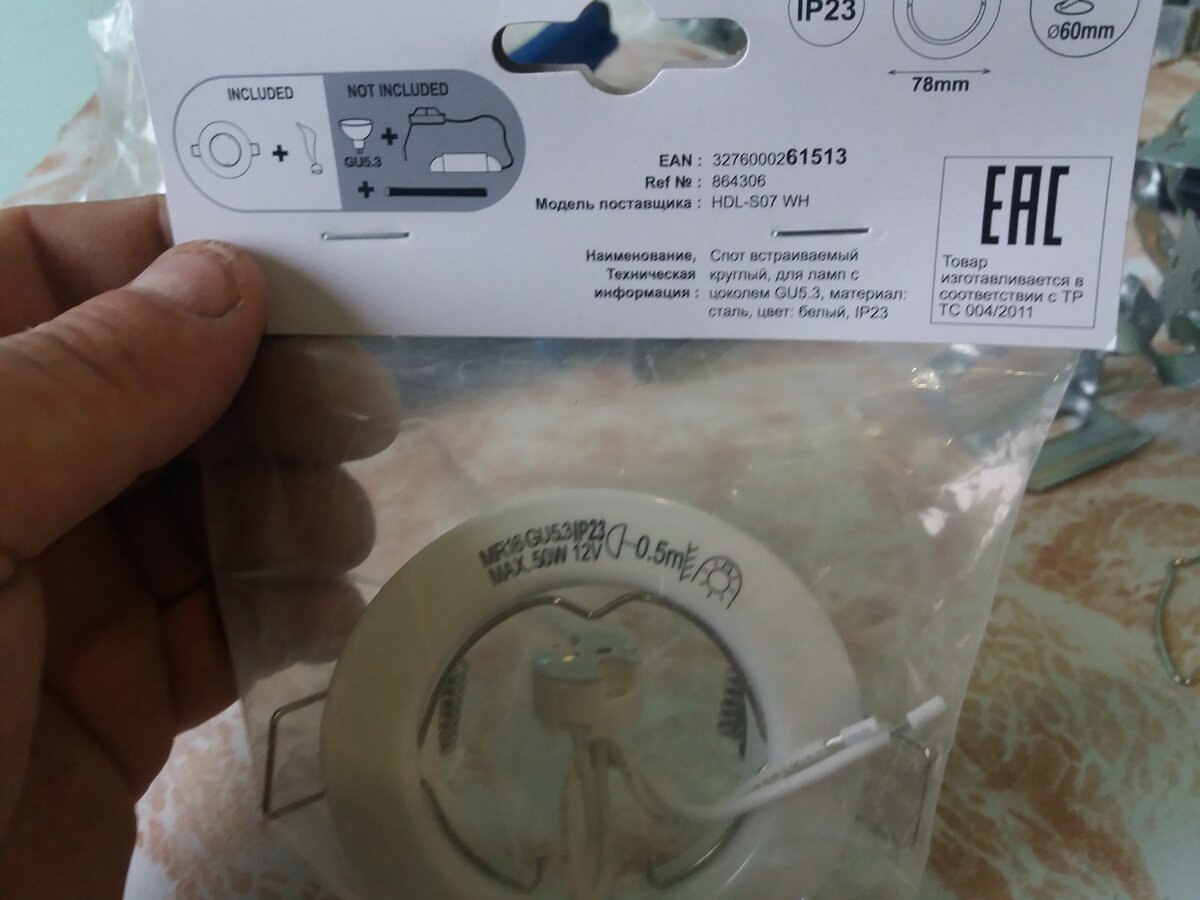 IP23
78mm
ø60mm
INCLUDED
NOT INCLUDED
GU5.3
EAN : 3276000261513
Ref № : 864306
Модель поставщика : HDL-S07 WH
Наименование, Техническая информация :
Спот встраиваемый
круглый, для ламп с
цоколем GU5.3, материал:
сталь, цвет: белый, IP23
EAC
Товар
изготавливается в
соответствии с ТР
ТС 004/2011
MR16 GU5.3 IP23
MAX. 50W 12V
0.5m